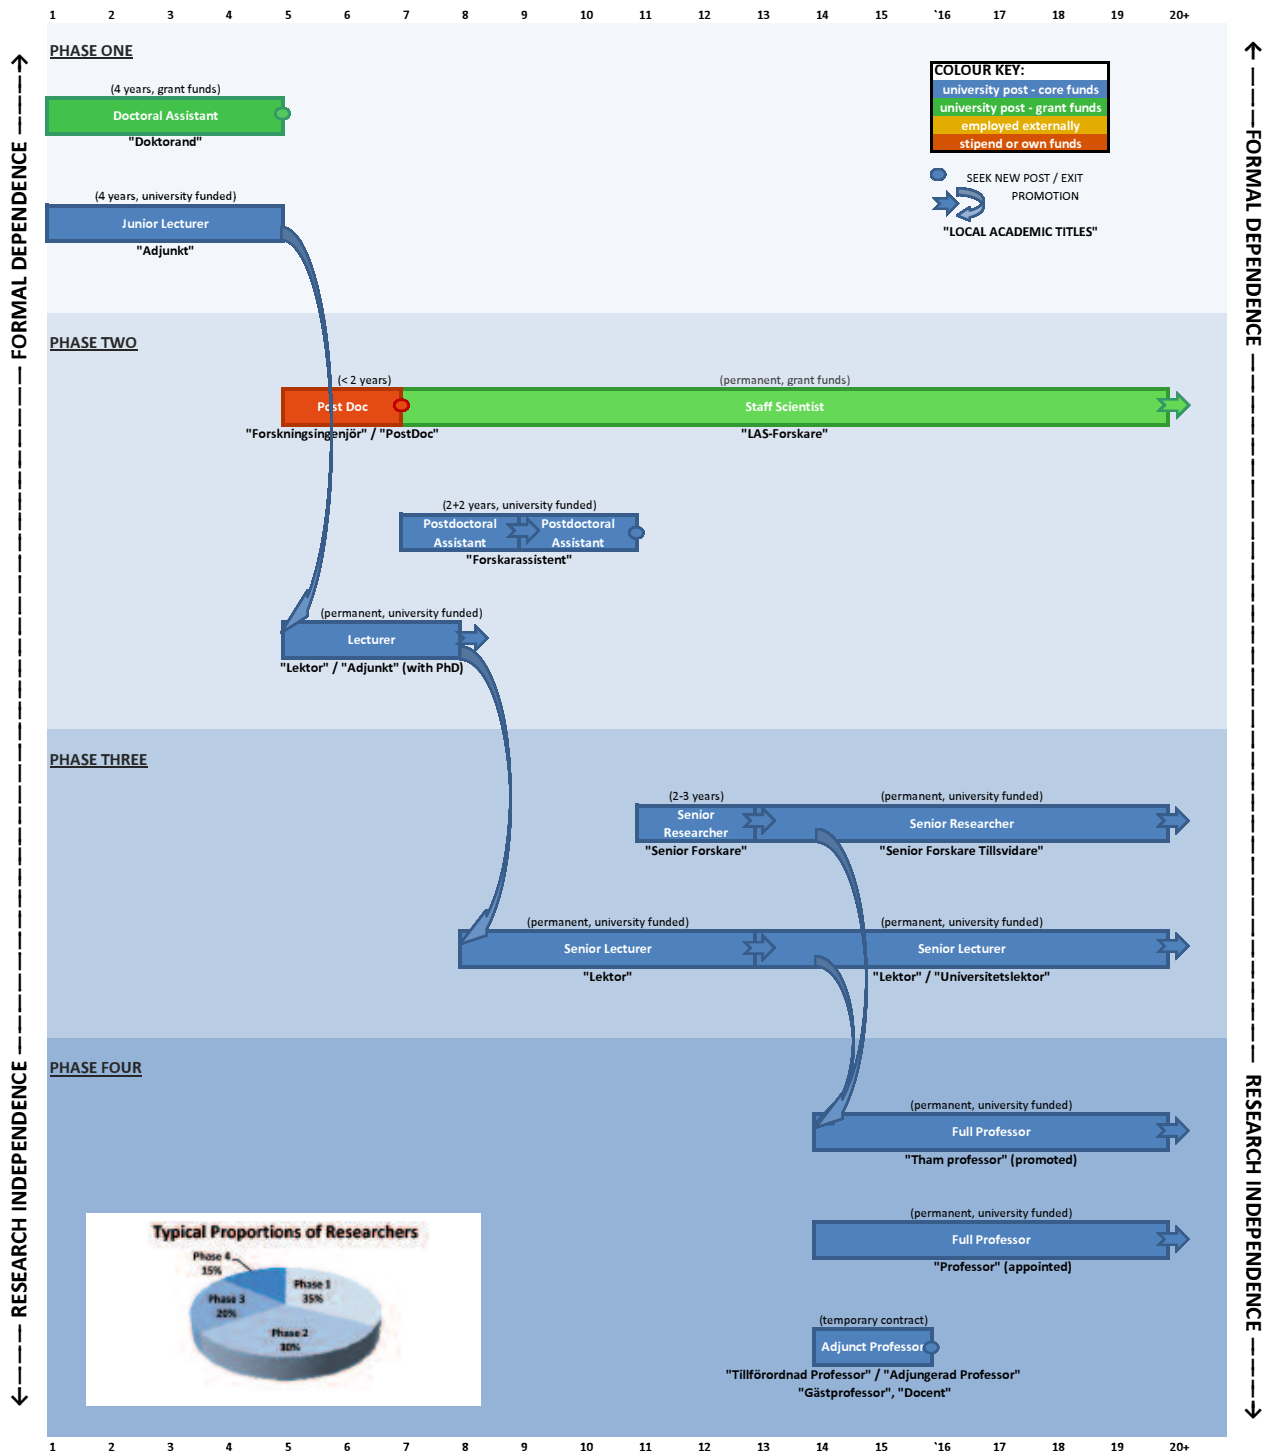 1 2 3 4 5 6 7 8 9 10 11 12 13 14 15 `16 17 18 19 20+
PHASE ONE
COLOUR KEY:
university post - core funds
university post - grant funds
employed externally
stipend or own funds
SEEK NEW POST / EXIT
PROMOTION
"LOCAL ACADEMIC TITLES"
(4 years, grant funds)
Doctoral Assistant
"Doktorand"
(4 years, university funded)
Junior Lecturer
"Adjunkt"
FORMAL DEPENDENCE
FORMAL DEPENDENCE
PHASE TWO
(< 2 years)
Post Doc
"Forskningsingenjör" / "PostDoc"
(permanent, grant funds)
Staff Scientist
"LAS-Forskare"
(2+2 years, university funded)
Postdoctoral
Assistant
Postdoctoral
Assistant
"Forskarassistent"
(permanent, university funded)
Lecturer
"Lektor" / "Adjunkt" (with PhD)
PHASE THREE
(2-3 years)
Senior
Researcher
"Senior Forskare"
(permanent, university funded)
Senior Researcher
"Senior Forskare Tillsvidare"
(permanent, university funded)
Senior Lecturer
"Lektor"
(permanent, university funded)
Senior Lecturer
"Lektor" / "Universitetslektor"
PHASE FOUR
RESEARCH INDEPENDENCE
RESEARCH INDEPENDENCE
(permanent, university funded)
Full Professor
"Tham professor" (promoted)
(permanent, university funded)
Full Professor
"Professor" (appointed)
(temporary contract)
Adjunct Professor
"Tillförordnad Professor" / "Adjungerad Professor"
"Gästprofessor", "Docent"
Typical Proportions of Researchers
Phase 4
15%
Phase 1
35%
Phase 3
20%
Phase 2
30%
1 2 3 4 5 6 7 8 9 10 11 12 13 14 15 `16 17 18 19 20+